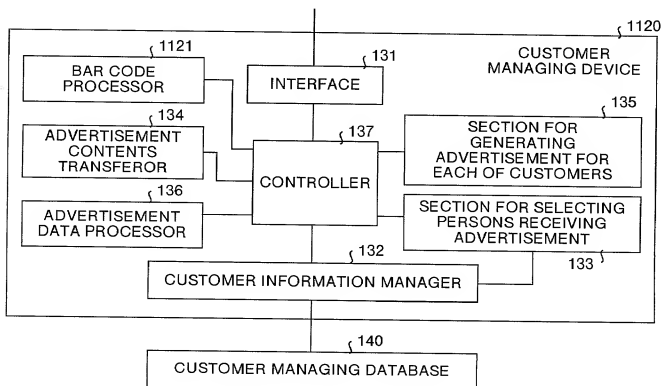 1120
CUSTOMER
MANAGING DEVICE
1121
BAR CODE
PROCESSOR
131
INTERFACE
134
ADVERTISEMENT
CONTENTS
TRANSFEROR
137
CONTROLLER
135
SECTION FOR
GENERATING
ADVERTISEMENT FOR
EACH OF CUSTOMERS
136
ADVERTISEMENT
DATA PROCESSOR
SECTION FOR SELECTING
PERSONS RECEIVING
ADVERTISEMENT
133
132
CUSTOMER INFORMATION MANAGER
140
CUSTOMER MANAGING DATABASE